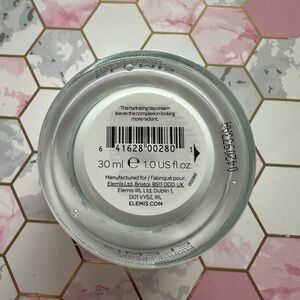 This hydrating day cream
leaves the complexion looking
more radiant.
6 41628 00280 1
30 ml e 1.0 US fl.oz.
Manufactured for / Fabriqué pour:
Elemis Ltd, Bristol, BS11 0DD, UK
Elemis IRL Ltd, Dublin 1,
D01 VY52, IRL
ELEMIS.COM
00280